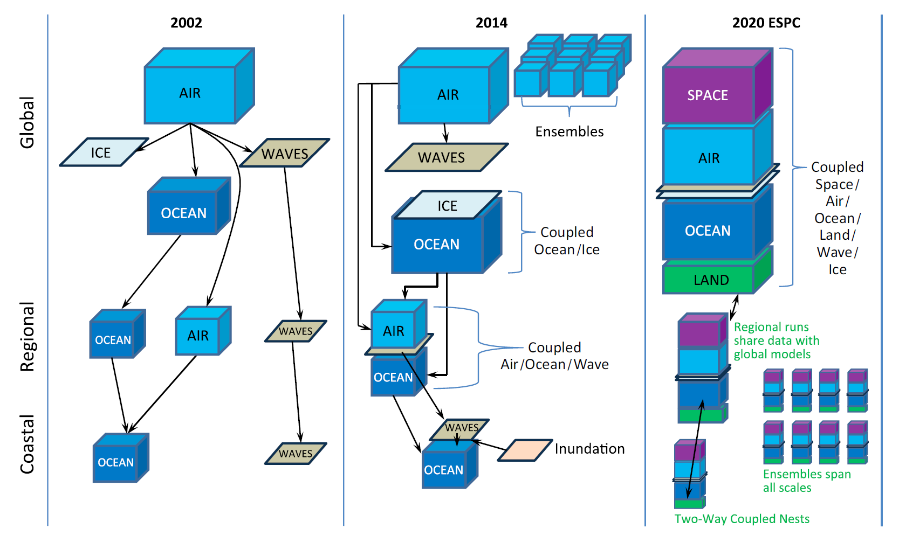 2002
2014
2020 ESPC
Global
Regional
Coastal
AIR
ICE
WAVES
OCEAN
OCEAN
AIR
WAVES
OCEAN
WAVES
AIR
Ensembles
WAVES
ICE
OCEAN
Coupled
Ocean/Ice
AIR
OCEAN
Coupled
Air/Ocean/Wave
WAVES
OCEAN
Inundation
SPACE
AIR
OCEAN
LAND
Coupled
Space/
Air/
Ocean/
Land/
Wave/
Ice
Regional runs
share data with
global models
Ensembles span
all scales
Two-Way Coupled Nests